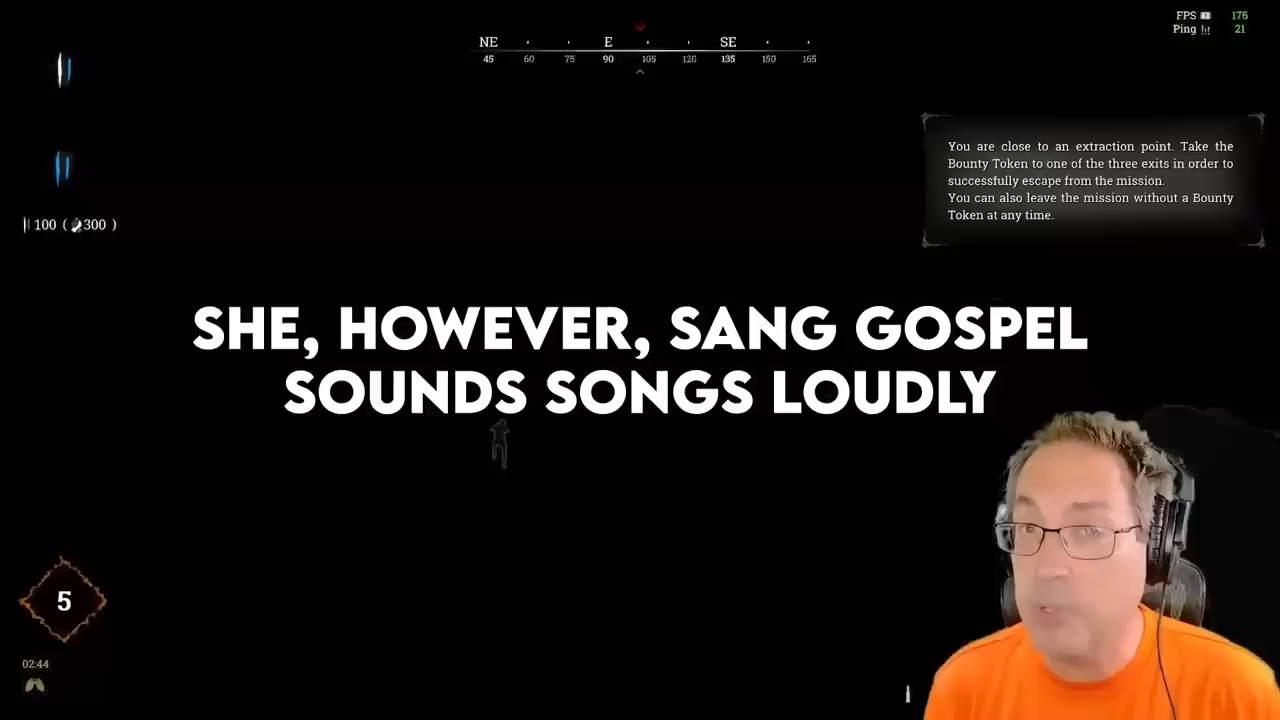 FPS 176
Ping 21
NE E SE
45 60 75 90 105 120 135 150 165
You are close to an extraction point. Take the
Bounty Token to one of the three exits in order to
successfully escape from the mission.
You can also leave the mission without a Bounty
Token at any time.
100 ( 300 )
SHE, HOWEVER, SANG GOSPEL
SOUNDS SONGS LOUDLY
5
02:44